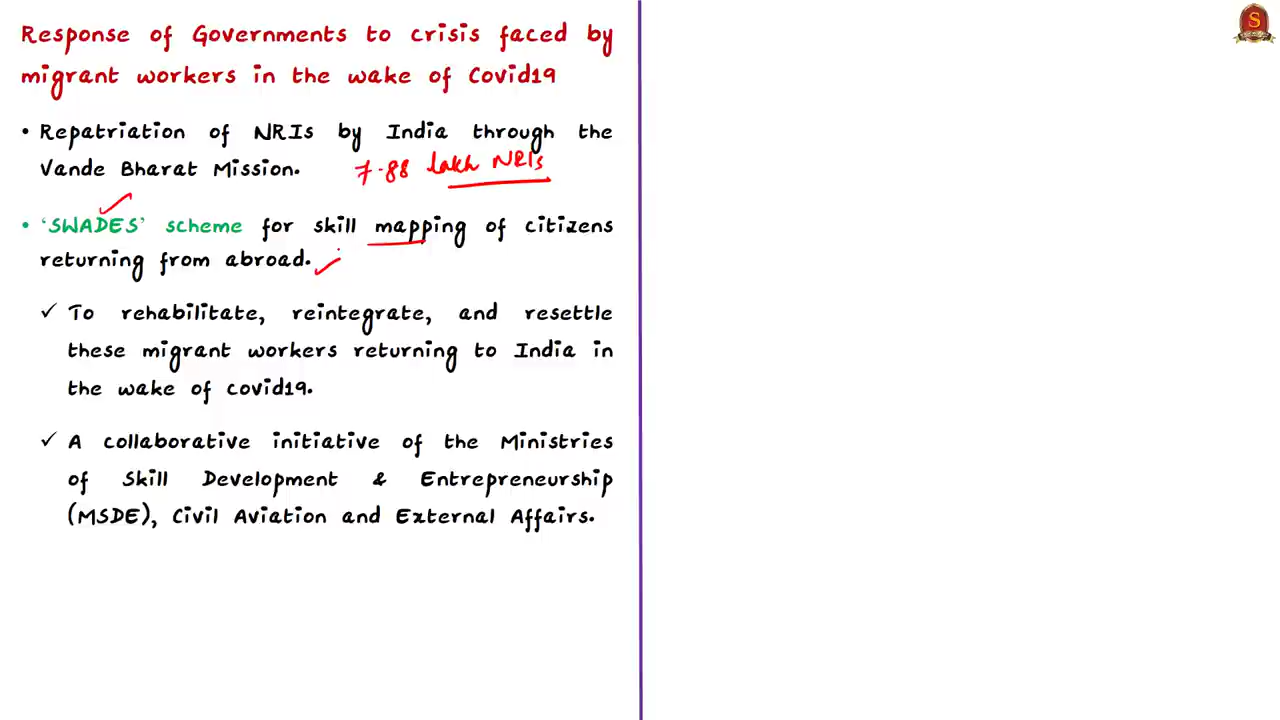 Response of Governments to crisis faced by
migrant workers in the wake of Covid19
• Repatriation of NRIs by India through the
Vande Bharat Mission. 7.88 lakh NRIs
• 'SWADES' scheme for skill mapping of citizens
returning from abroad.
✓ To rehabilitate, reintegrate, and resettle
these migrant workers returning to India in
the wake of covid19.
✓ A collaborative initiative of the Ministries
of Skill Development & Entrepreneurship
(MSDE), Civil Aviation and External Affairs.
S